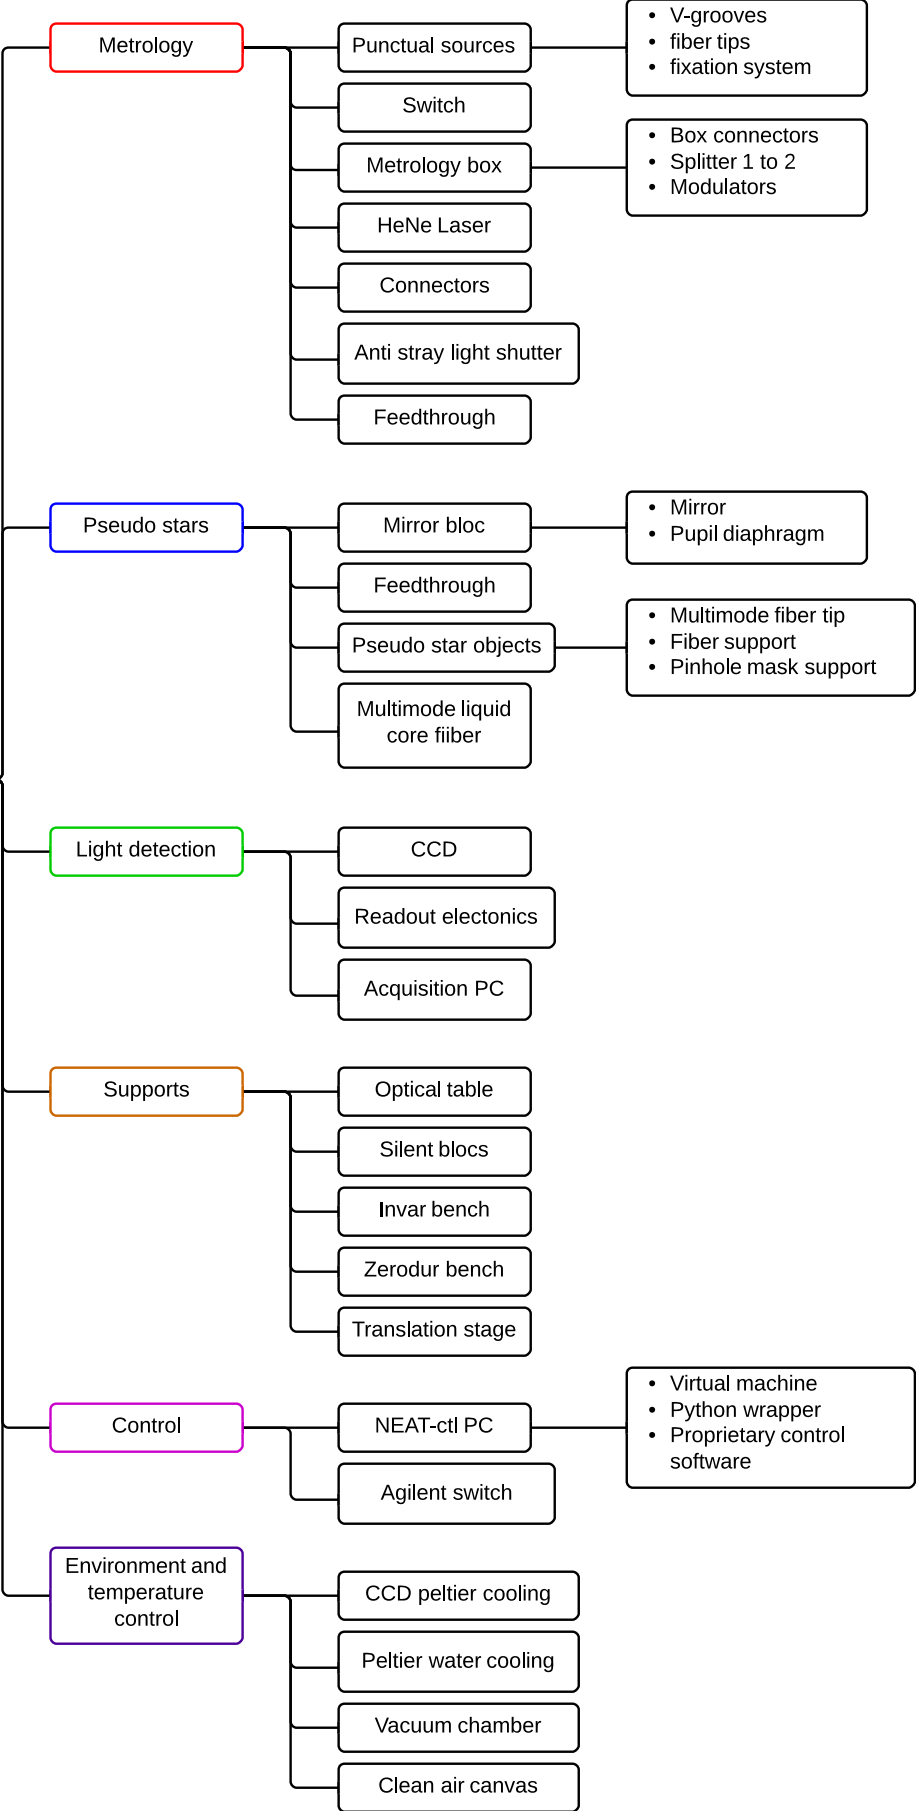 Metrology
Punctual sources
• V-grooves
• fiber tips
• fixation system
Switch
Metrology box
• Box connectors
• Splitter 1 to 2
• Modulators
HeNe Laser
Connectors
Anti stray light shutter
Feedthrough
Pseudo stars
Mirror bloc
• Mirror
• Pupil diaphragm
Feedthrough
Pseudo star objects
• Multimode fiber tip
• Fiber support
• Pinhole mask support
Multimode liquid
core fiiber
Light detection
CCD
Readout electonics
Acquisition PC
Supports
Optical table
Silent blocs
Invar bench
Zerodur bench
Translation stage
Control
NEAT-ctl PC
• Virtual machine
• Python wrapper
• Proprietary control
software
Agilent switch
Environment and
temperature
control
CCD peltier cooling
Peltier water cooling
Vacuum chamber
Clean air canvas